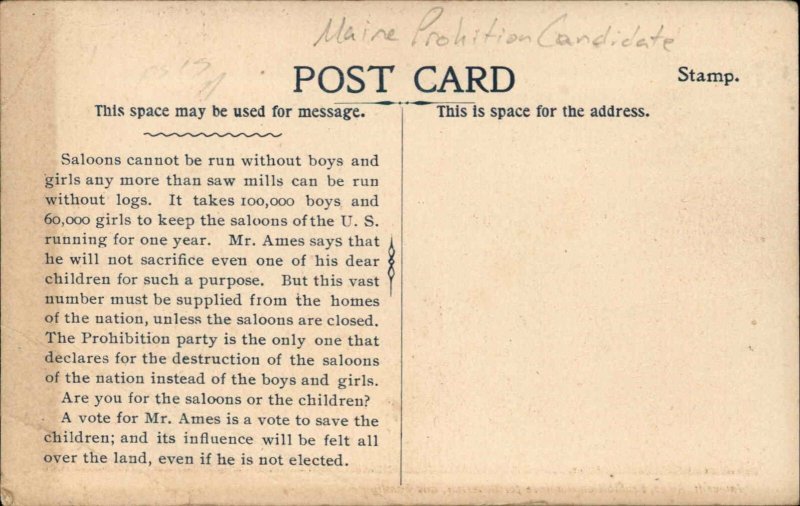 Maine Prohition Candidate
POST CARD
Stamp.
This space may be used for message.
This is space for the address.
Saloons cannot be run without boys and
girls any more than saw mills can be run
without logs. It takes 100,000 boys and
60,000 girls to keep the saloons of the U. S.
running for one year. Mr. Ames says that
he will not sacrifice even one of his dear
children for such a purpose. But this vast
number must be supplied from the homes
of the nation, unless the saloons are closed.
The Prohibition party is the only one that
declares for the destruction of the saloons
of the nation instead of the boys and girls.
Are you for the saloons or the children?
A vote for Mr. Ames is a vote to save the
children; and its influence will be felt all
over the land, even if he is not elected.